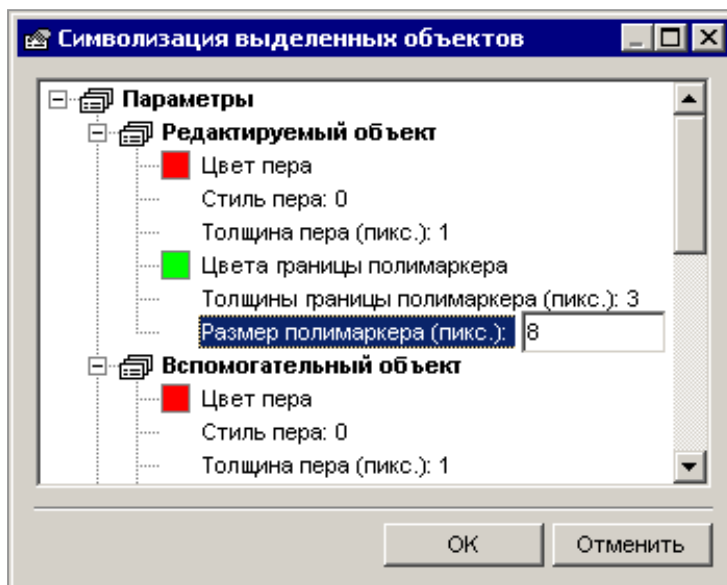 Символизация выделенных объектов
Параметры
Редактируемый объект
Цвет пера
Стиль пера: 0
Толщина пера (пикс.): 1
Цвета границы полимаркера
Толщины границы полимаркера (пикс.): 3
Размер полимаркера (пикс.): 8
Вспомогательный объект
Цвет пера
Стиль пера: 0
Толщина пера (пикс.): 1
OK Отменить